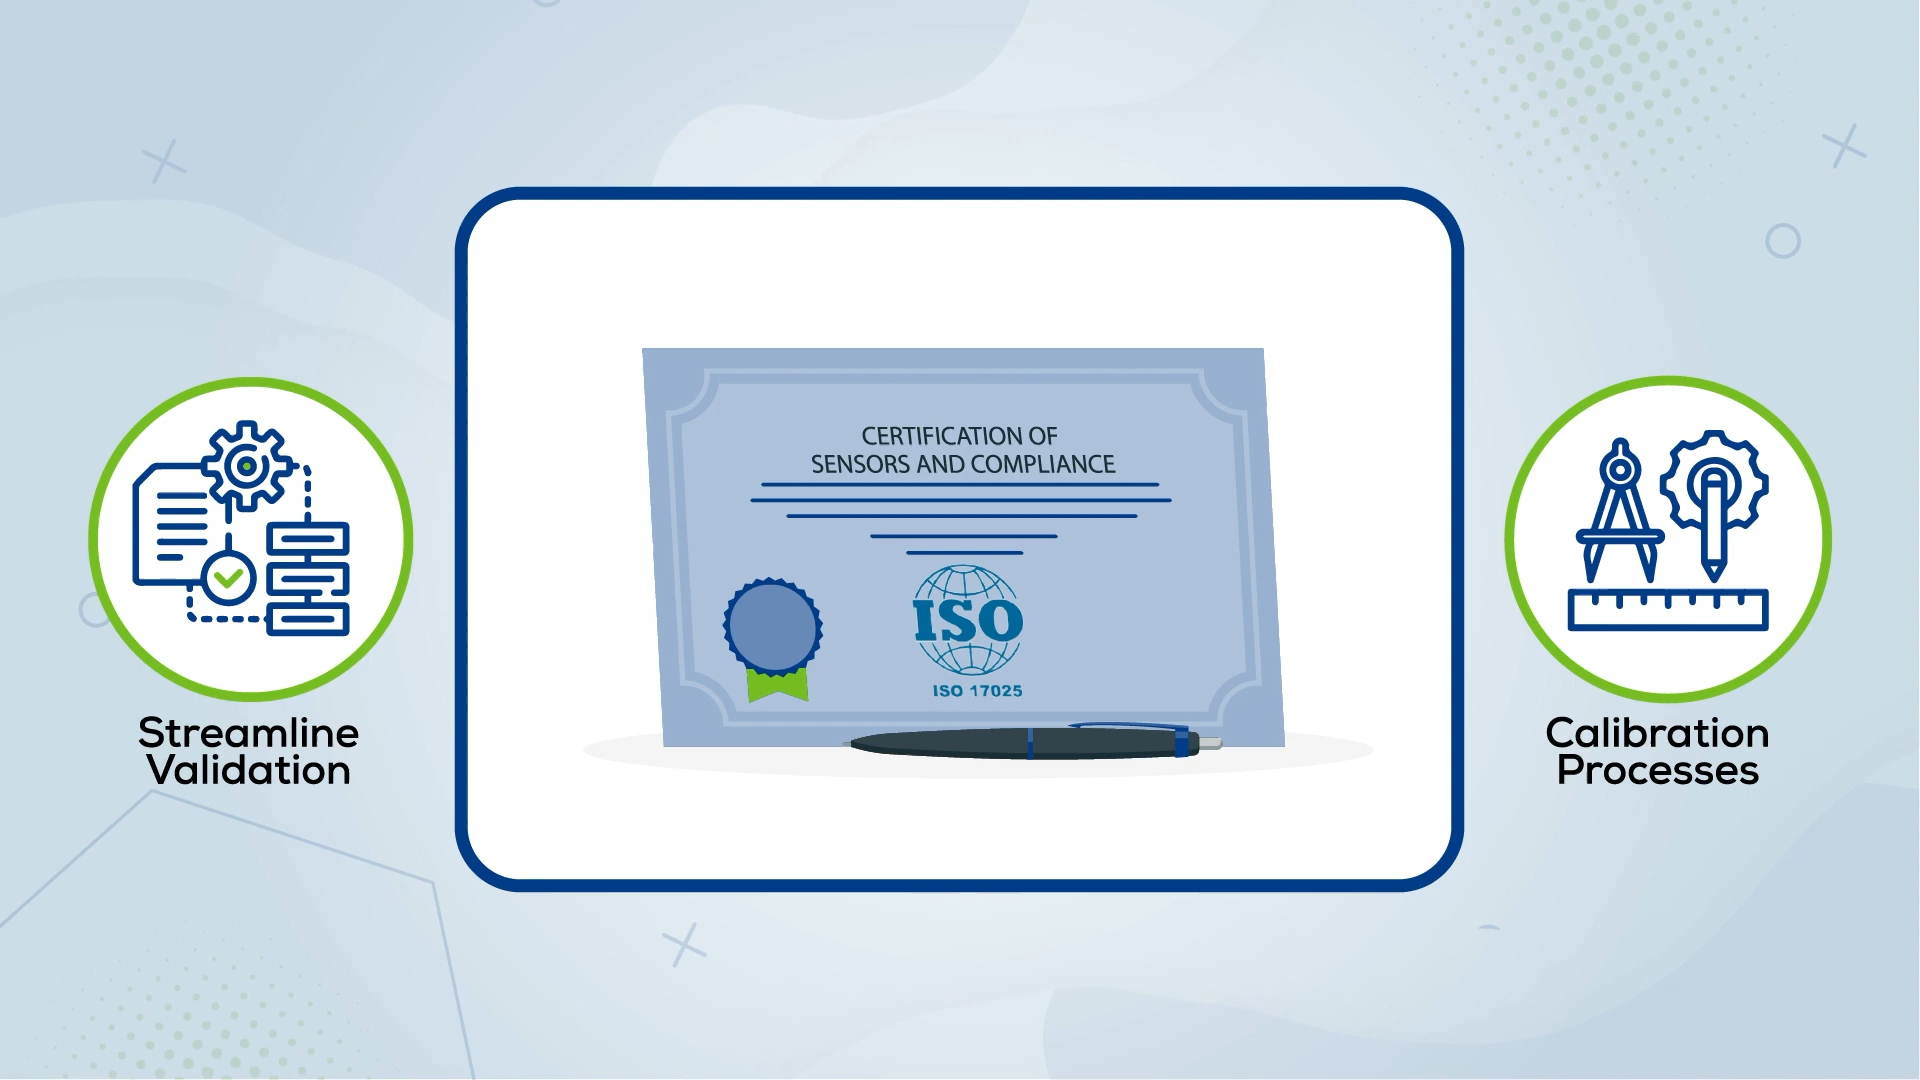 Streamline
Validation
CERTIFICATION OF
SENSORS AND COMPLIANCE
ISO
ISO 17025
Calibration
Processes